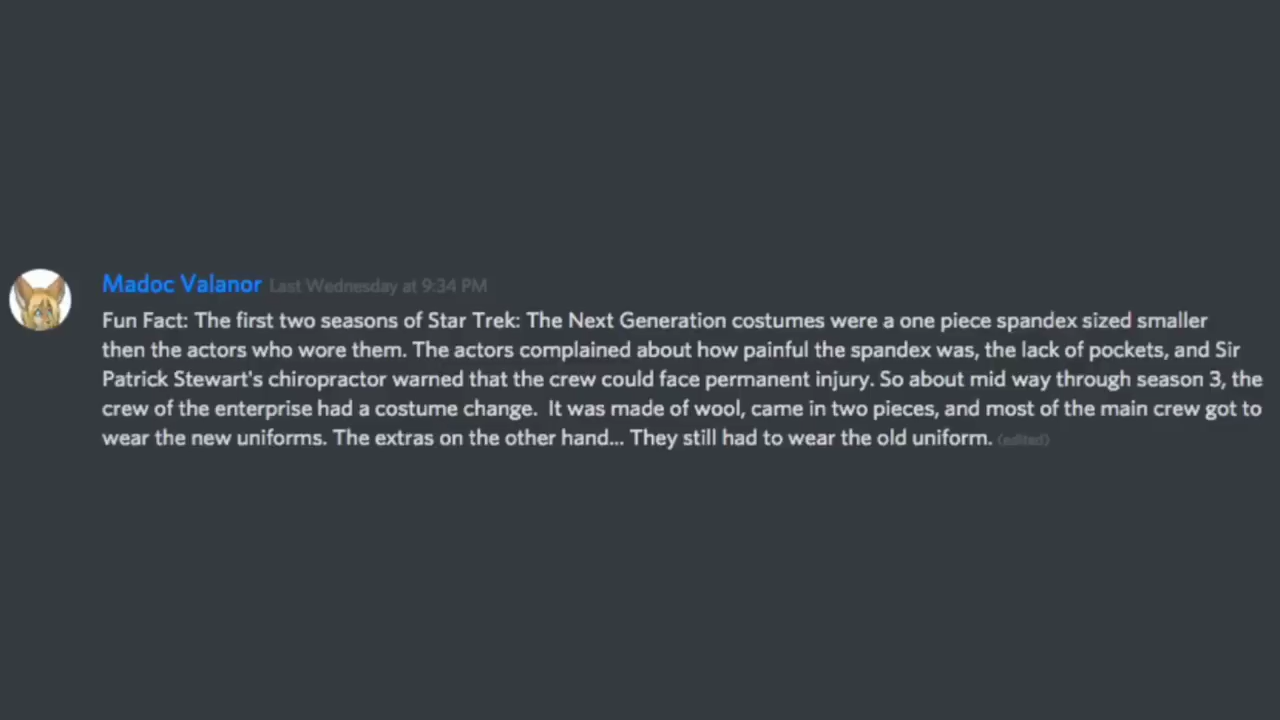 Madoc Valanor Last Wednesday at 9:34 PM
Fun Fact: The first two seasons of Star Trek: The Next Generation costumes were a one piece spandex sized smaller
then the actors who wore them. The actors complained about how painful the spandex was, the lack of pockets, and Sir
Patrick Stewart's chiropractor warned that the crew could face permanent injury. So about mid way through season 3, the
crew of the enterprise had a costume change. It was made of wool, came in two pieces, and most of the main crew got to
wear the new uniforms. The extras on the other hand... They still had to wear the old uniform. (edited)